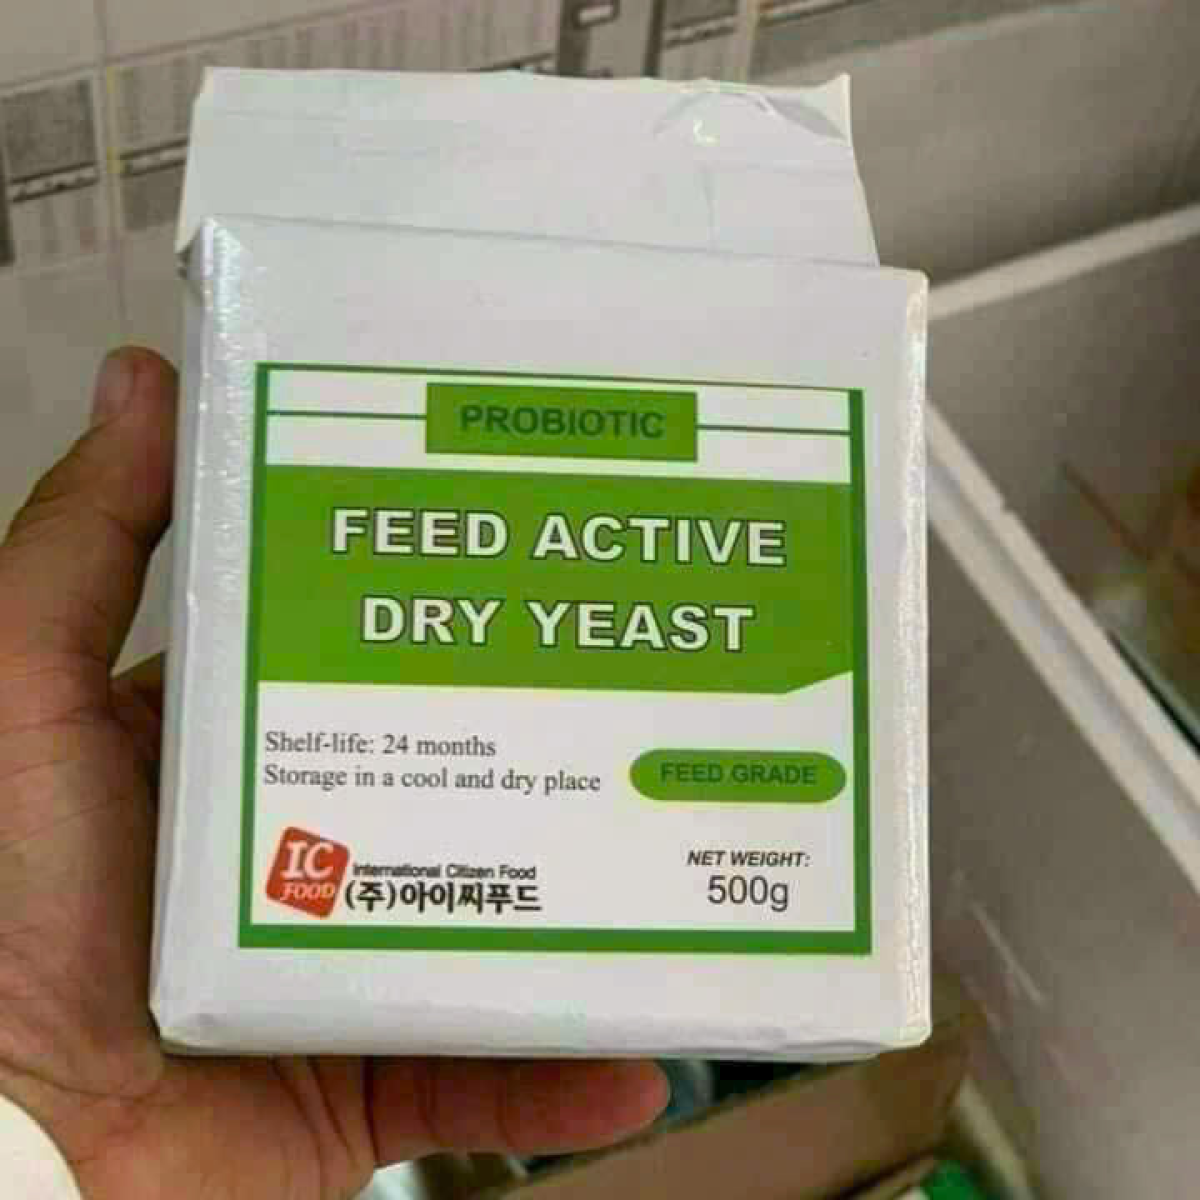 PROBIOTIC
FEED ACTIVE
DRY YEAST
Shelf-life: 24 months
Storage in a cool and dry place
FEED GRADE
IC
FOOD
International Citizen Food
(주)아이씨푸드
NET WEIGHT:
500g